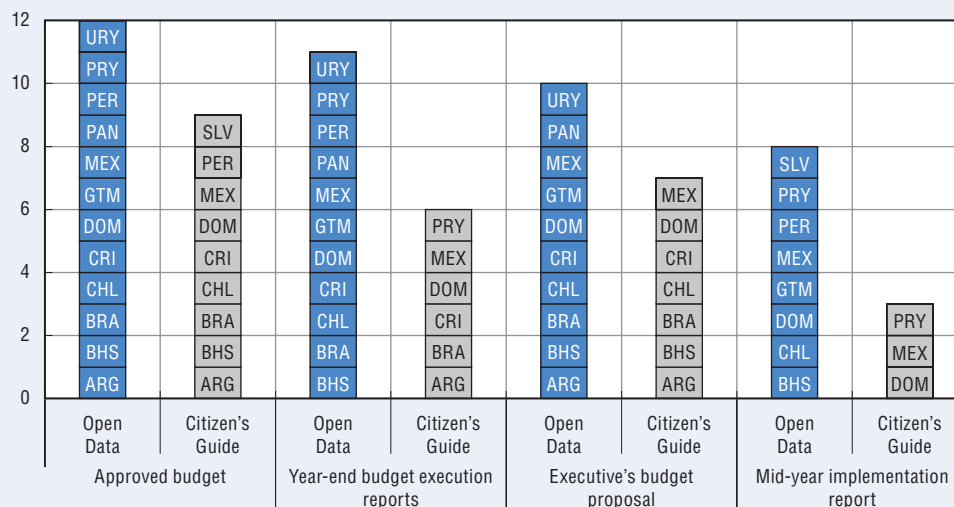 12
10
8
6
4
2
0
URY
PRY
PER
PAN
MEX
GTM
DOM
CRI
CHL
BRA
BHS
ARG
SLV
PER
MEX
DOM
CRI
CHL
BRA
BHS
ARG
URY
PRY
PER
PAN
MEX
GTM
DOM
CRI
CHL
BRA
BHS
PRY
MEX
DOM
CRI
BRA
ARG
URY
PAN
MEX
DOM
CRI
CHL
BRA
BHS
ARG
MEX
DOM
CRI
CHL
BRA
BHS
ARG
SLV
PRY
PER
MEX
GTM
DOM
CHL
BHS
PRY
MEX
DOM
Open
Data
Citizen's
Guide
Open
Data
Citizen's
Guide
Open
Data
Citizen's
Guide
Open
Data
Citizen's
Guide
Approved budget
Year-end budget execution
reports
Executive's budget
proposal
Mid-year implementation
report